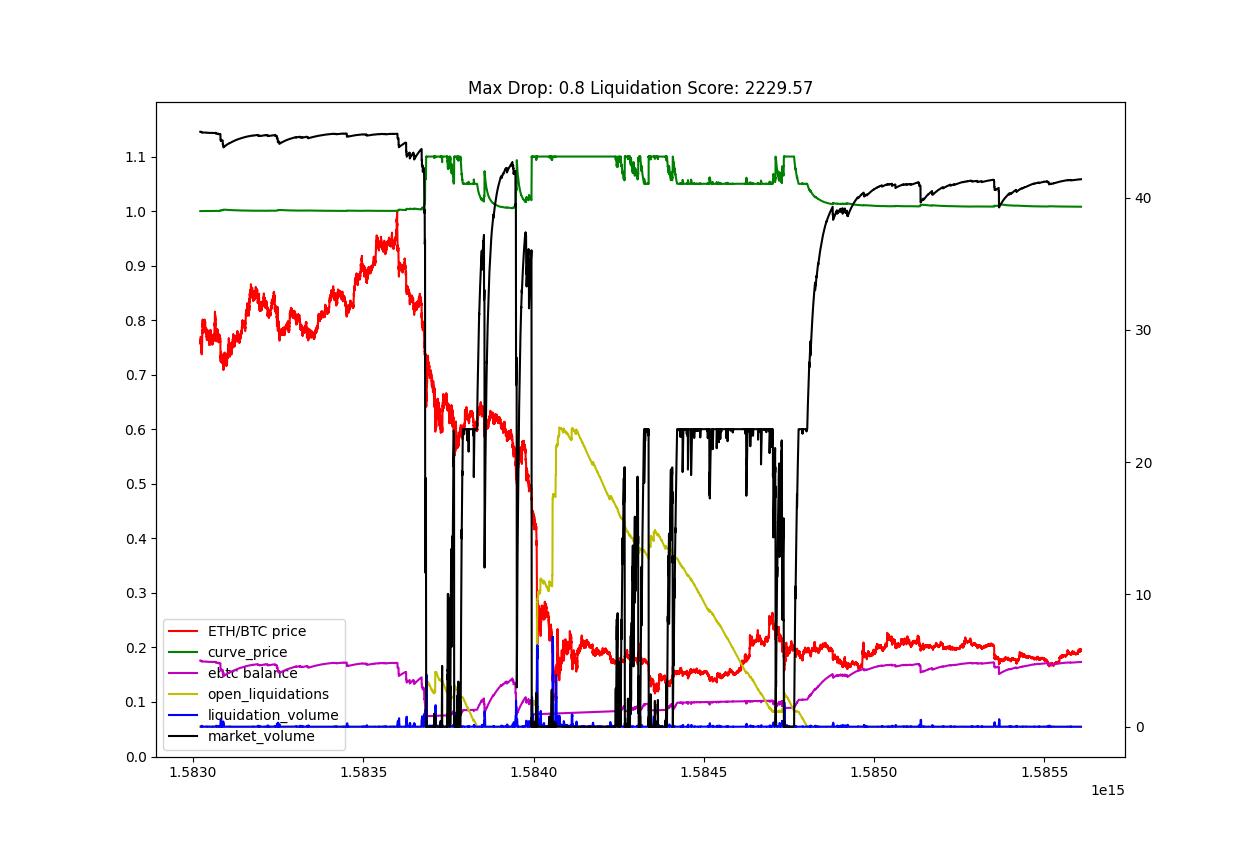 Max Drop: 0.8 Liquidation Score: 2229.57
1.1
1.0
0.9
0.8
0.7
0.6
0.5
0.4
0.3
0.2
0.1
0.0
40
30
20
10
0
ETH/BTC price
curve_price
ebtc balance
open_liquidations
liquidation_volume
market_volume
1.5830 1.5835 1.5840 1.5845 1.5850 1.5855
1e15